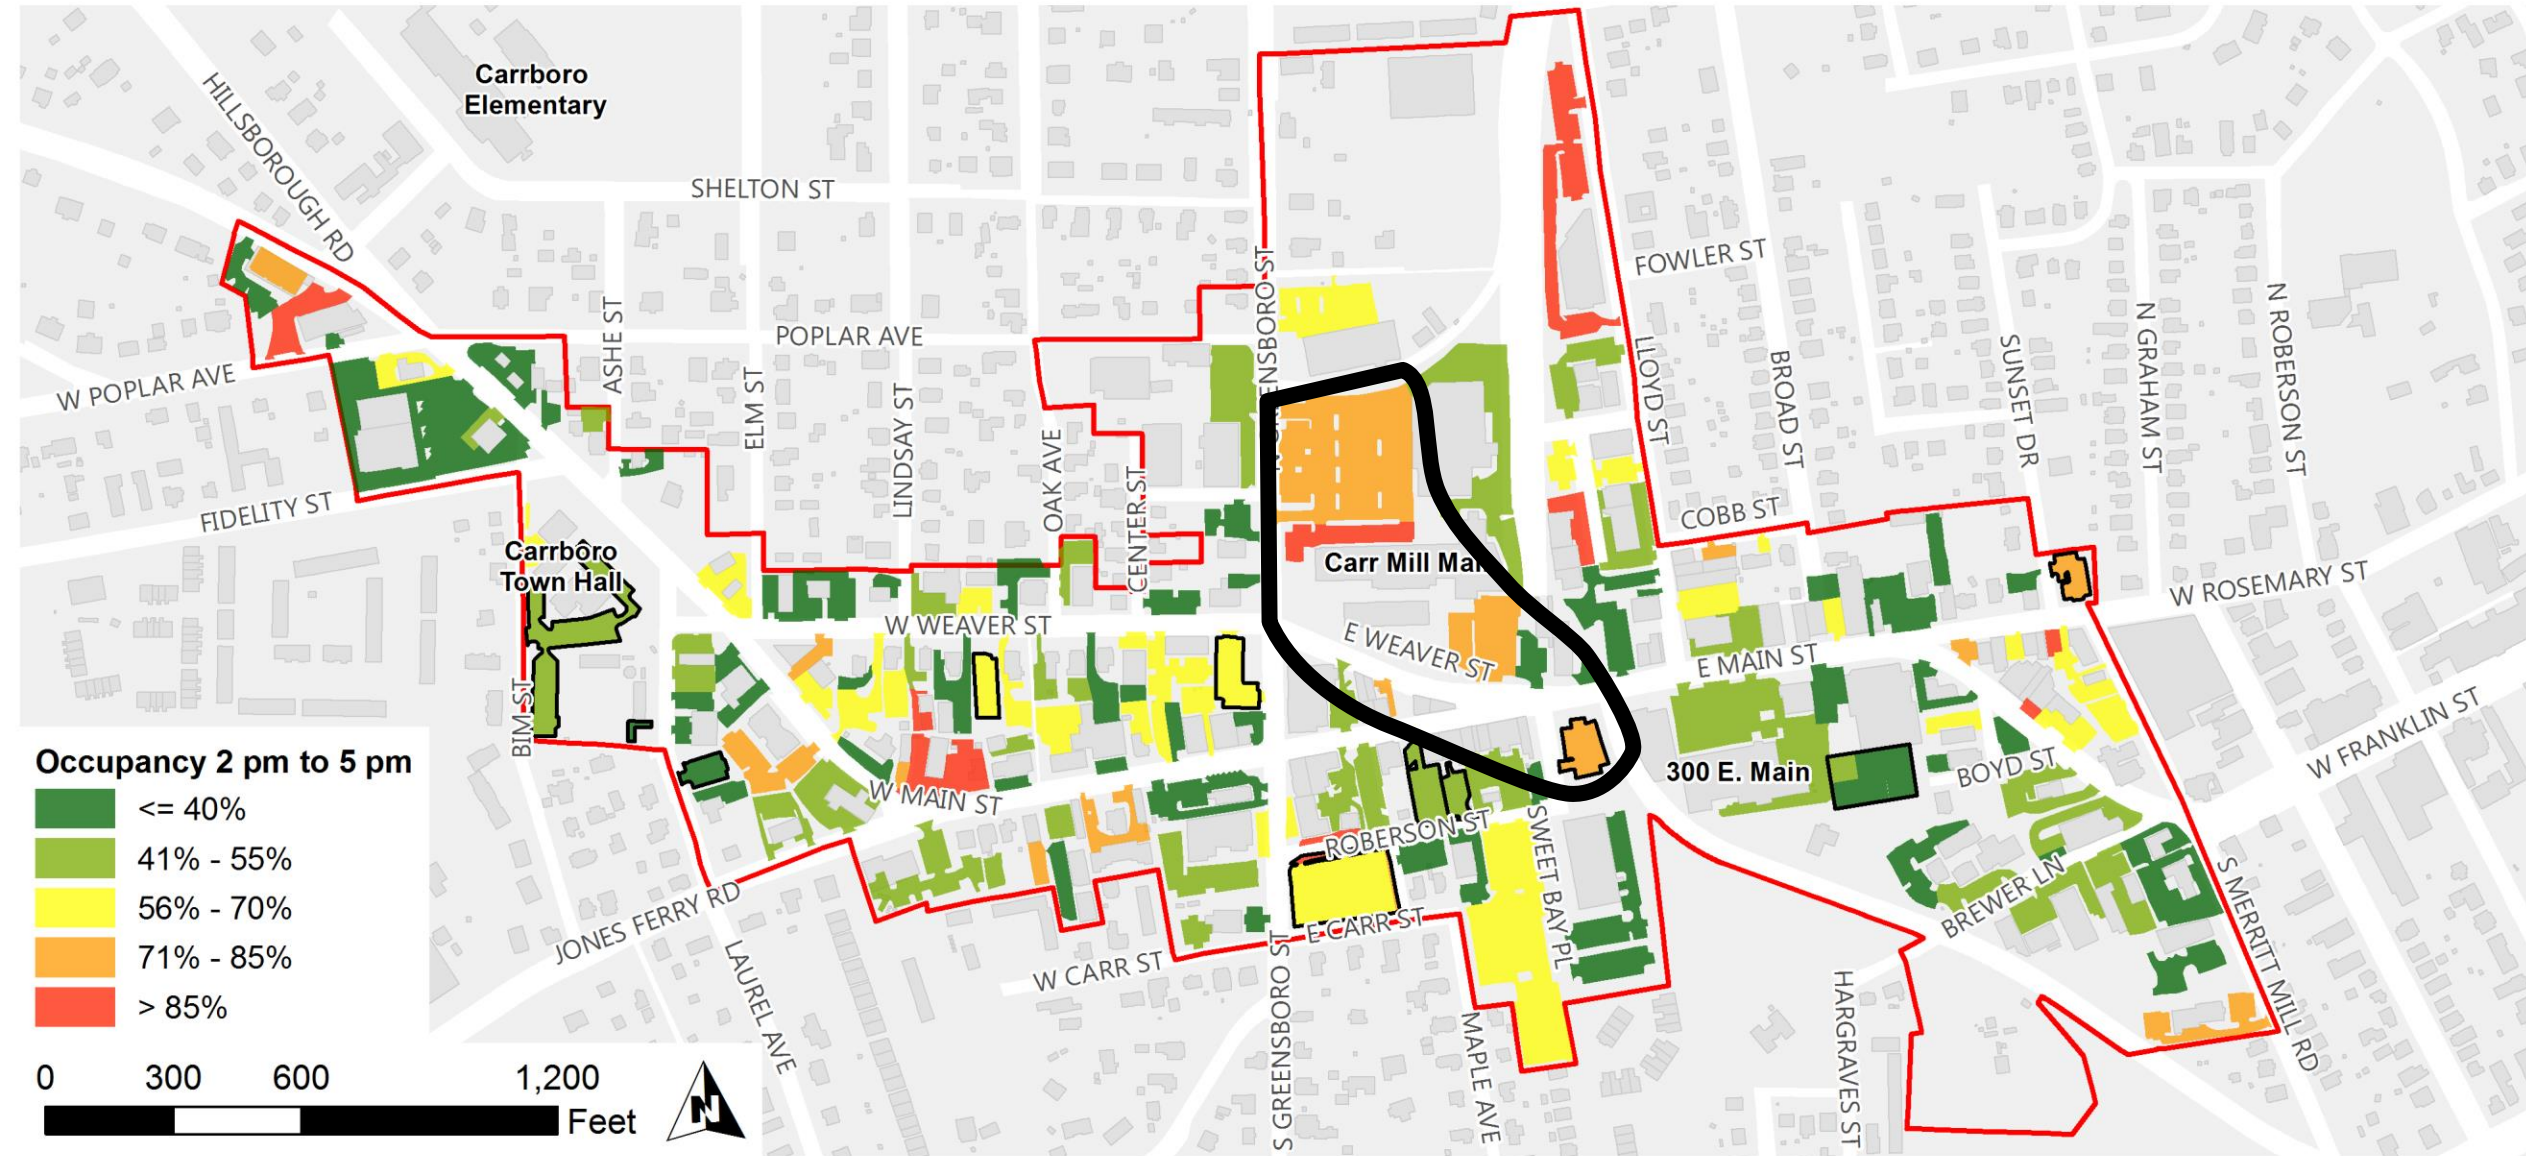 Carrboro
Elementary
HILLSBOROUGH RD
SHELTON ST
FOWLER ST
N ROBERSON ST
N GRAHAM ST
SUNSET DR
BROAD ST
LLOYD ST
ENSBORO ST
ASHE ST
POPLAR AVE
W POPLAR AVE
ELM ST
LINDSAY ST
OAK AVE
CENTER ST
FIDELITY ST
COBB ST
Carrboro
Town Hall
Carr Mill Mal
W ROSEMARY ST
W WEAVER ST
E WEAVER ST
E MAIN ST
BIM ST
W FRANKLIN ST
300 E. Main
BOYD ST
W MAIN ST
ROBERSON ST
SWEET BAY PL
JONES FERRY RD
E CARR ST
W CARR ST
BREWER LN
S MERRITT MILL RD
LAUREL AVE
S GREENSBORO ST
MAPLE AVE
HARGRAVES ST
Occupancy 2 pm to 5 pm
<= 40%
41% - 55%
56% - 70%
71% - 85%
> 85%
0 300 600 1,200
Feet
N